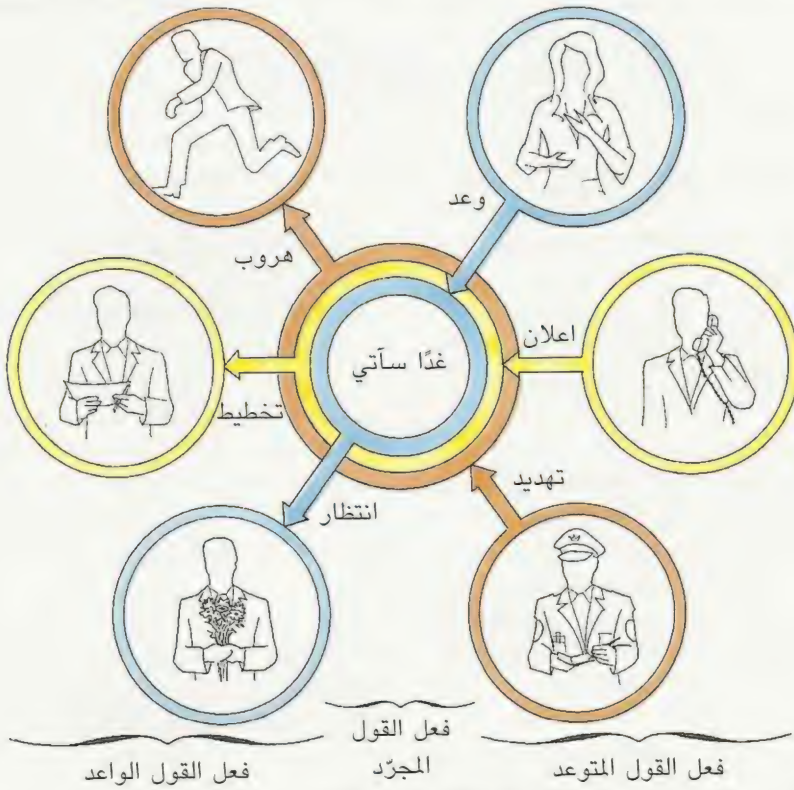 وعد
هروب
اعلان
غدًا سآتي
تخطيط
تهديد
انتظار
فعل القول المتوعد
فعل القول
المجرّد
فعل القول الواعد